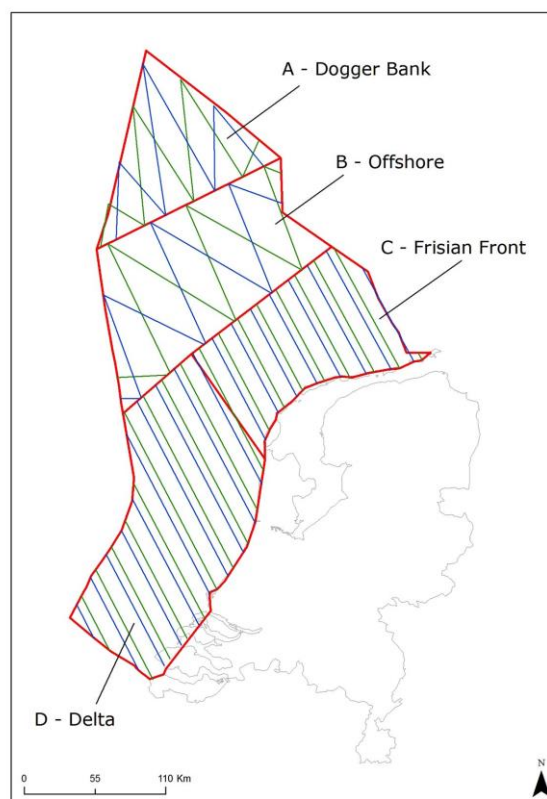 A - Dogger Bank
B - Offshore
C - Frisian Front
D - Delta
0 55 110 Km
N